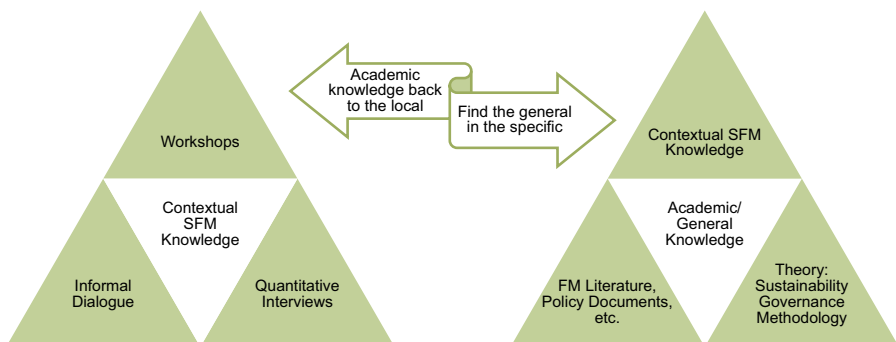 Workshops
Contextual
SFM
Knowledge
Informal
Dialogue
Quantitative
Interviews
Academic
knowledge back
to the local
Find the general
in the specific
Contextual SFM
Knowledge
Academic/
General
Knowledge
FM Literature,
Policy Documents,
etc.
Theory:
Sustainability
Governance
Methodology